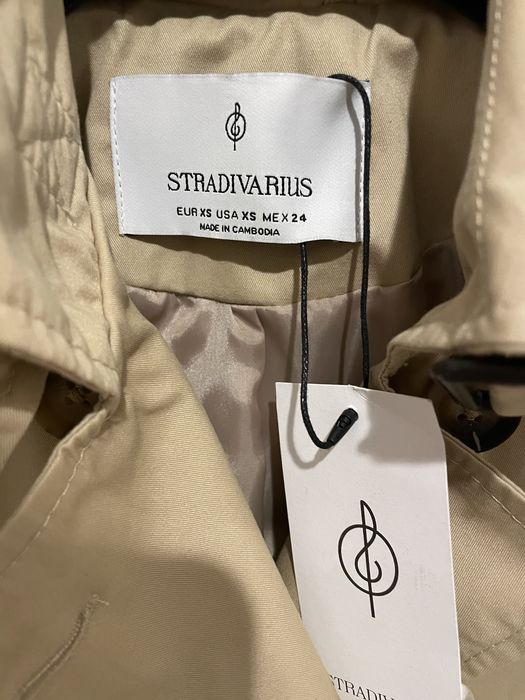 STRADIVARIUS
EUR XS USA XS MEX 24
MADE IN CAMBODIA